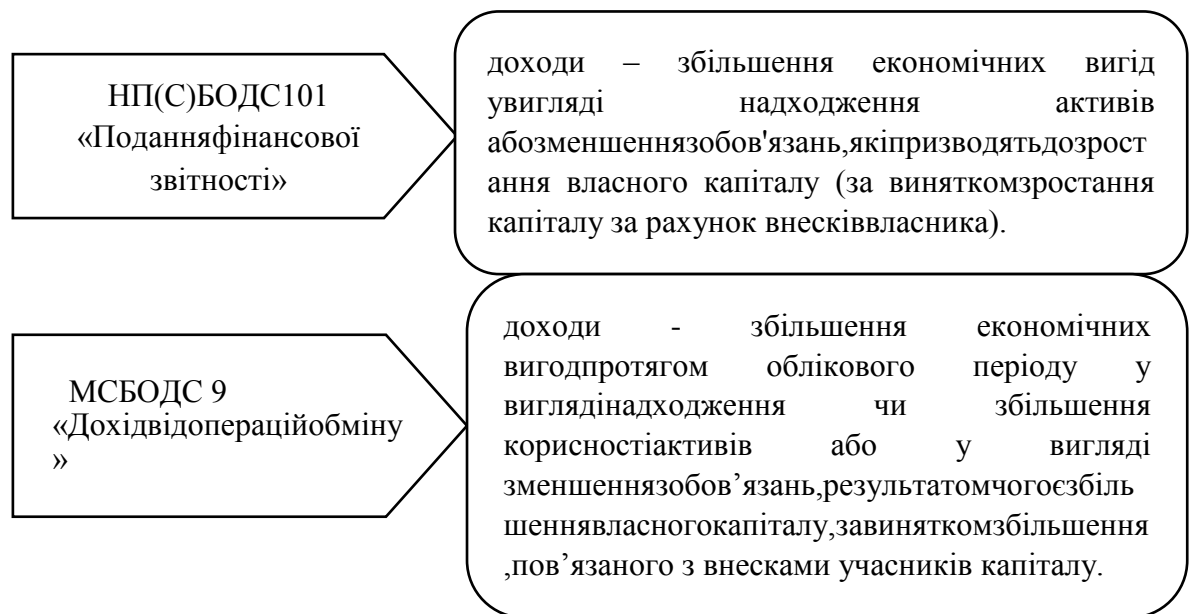 НП(С)БОДС101
«Поданняфінансової
звітності»
доходи – збільшення економічних вигід
увигляді надходження активів
абозменшеннязобов'язань,якіпризводятьдозрост
ання власного капіталу (за виняткомзростання
капіталу за рахунок внесківвласника).
МСБОДС 9
«Дохідвідопераційобміну
»
доходи - збільшення економічних
вигодпротягом облікового періоду у
виглядінадходження чи збільшення
корисностіактивів або у вигляді
зменшеннязобов’язань,результатомчогоєзбіль
шеннявласногокапіталу,завиняткомзбільшення
,пов’язаного з внесками учасників капіталу.